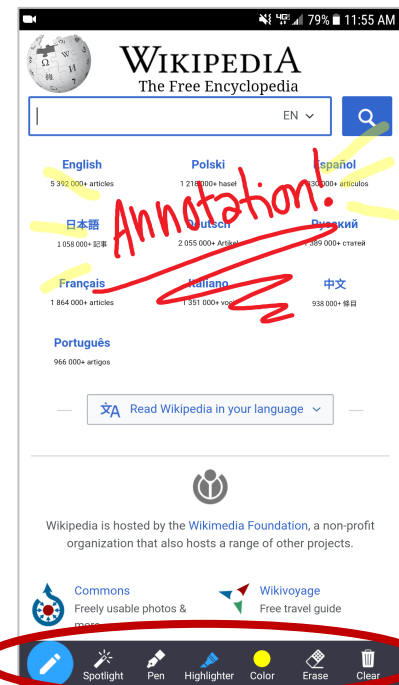 4G 79% 11:55 AM
WIKIPEDIA
The Free Encyclopedia
EN
English Polski Español
5 392 000+ articles 1 218 000+ haseł 330 000+ artículos
Annotation!
日本語 Deutsch Русский
1 058 000+ 記事 2 055 000+ Artikel 389 000+ статей
Français Italiano 中文
1 864 000+ articles 1 351 000+ voci 938 000+ 條目
Português
966 000+ artigos
Read Wikipedia in your language
Wikipedia is hosted by the Wikimedia Foundation, a non-profit
organization that also hosts a range of other projects.
Commons Wikivoyage
Freely usable photos & Free travel guide
more
Spotlight Pen Highlighter Color Erase Clear